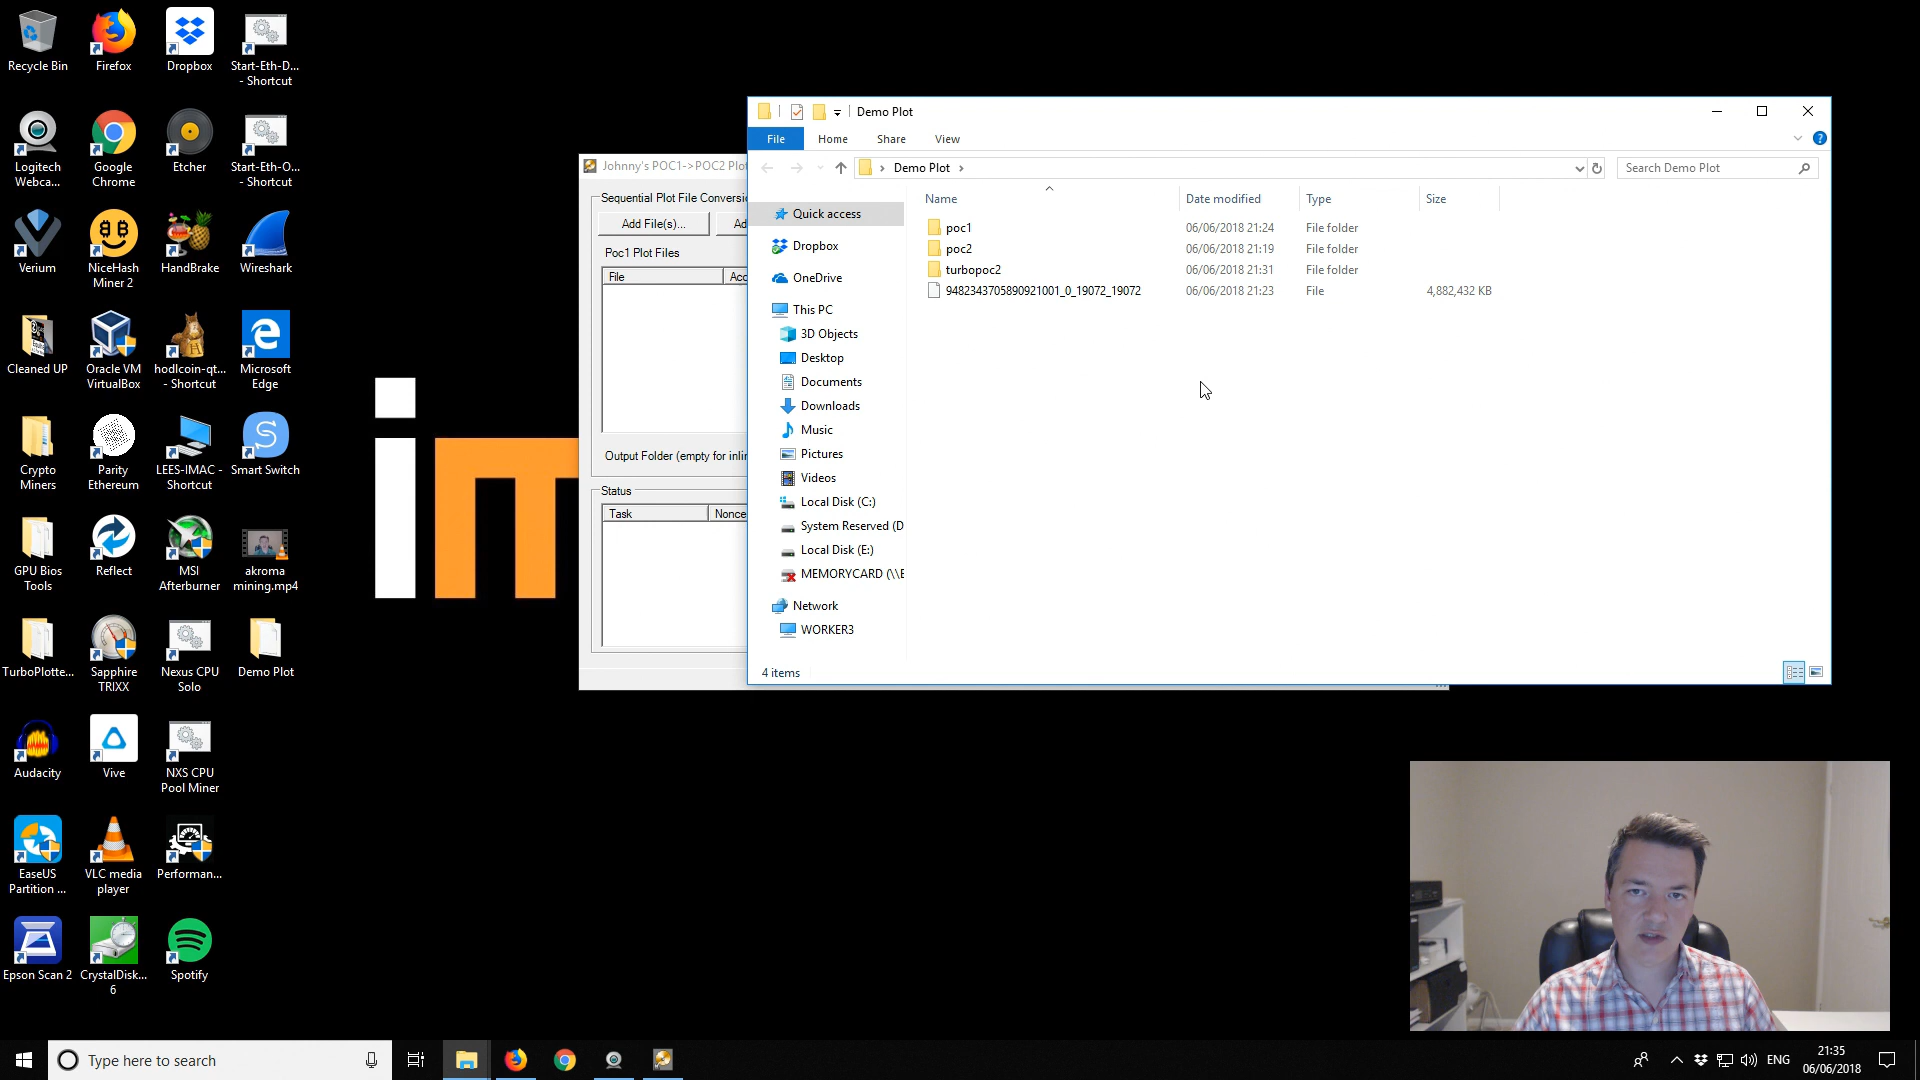 Recycle Bin
Firefox
Dropbox
Start-Eth-D...
- Shortcut
Logitech
Webca...
Google
Chrome
Etcher
Start-Eth-O...
- Shortcut
Verium
NiceHash
Miner 2
HandBrake
Wireshark
Cleaned UP
Oracle VM
VirtualBox
hodlcoin-qt...
- Shortcut
Microsoft
Edge
Crypto
Miners
Parity
Ethereum
LEES-IMAC -
Shortcut
Smart Switch
GPU Bios
Tools
Reflect
MSI
Afterburner
akroma
mining.mp4
TurboPlotte...
Sapphire
TRIXX
Nexus CPU
Solo
Demo Plot
Audacity
Vive
NXS CPU
Pool Miner
EaseUS
Partition ...
VLC media
player
Performan...
Epson Scan 2
CrystalDisk...
6
Spotify
im
Johnny's POC1->POC2 Plot
Sequential Plot File Conversi
Add File(s)...
Ad
Poc1 Plot Files
File
Acc
Output Folder (empty for inlin
Status
Task
Nonce
Demo Plot
File
Home
Share
View
Demo Plot
Search Demo Plot
Name
Date modified
Type
Size
poc1
06/06/2018 21:24
File folder
poc2
06/06/2018 21:19
File folder
turbopoc2
06/06/2018 21:31
File folder
9482343705890921001_0_19072_19072
06/06/2018 21:23
File
4,882,432 KB
Quick access
Dropbox
OneDrive
This PC
3D Objects
Desktop
Documents
Downloads
Music
Pictures
Videos
Local Disk (C:)
System Reserved (D
Local Disk (E:)
MEMORYCARD (\\E
Network
WORKER3
4 items
Type here to search
ENG
21:35
06/06/2018